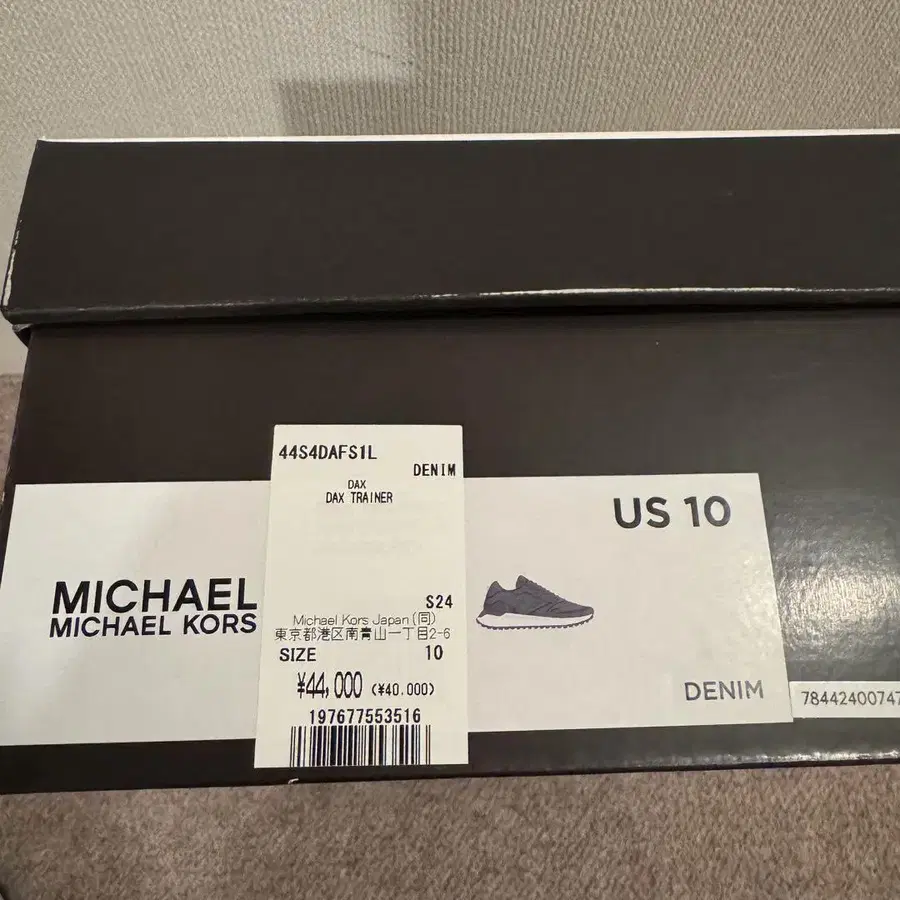 44S4DAFS1L
DENIM
DAX
DAX TRAINER
S24
Michael Kors Japan (同)
東京都港区南青山一丁目2-6
SIZE 10
¥44,000 (¥40,000)
197677553516
MICHAEL
MICHAEL KORS
US 10
DENIM
78442400747